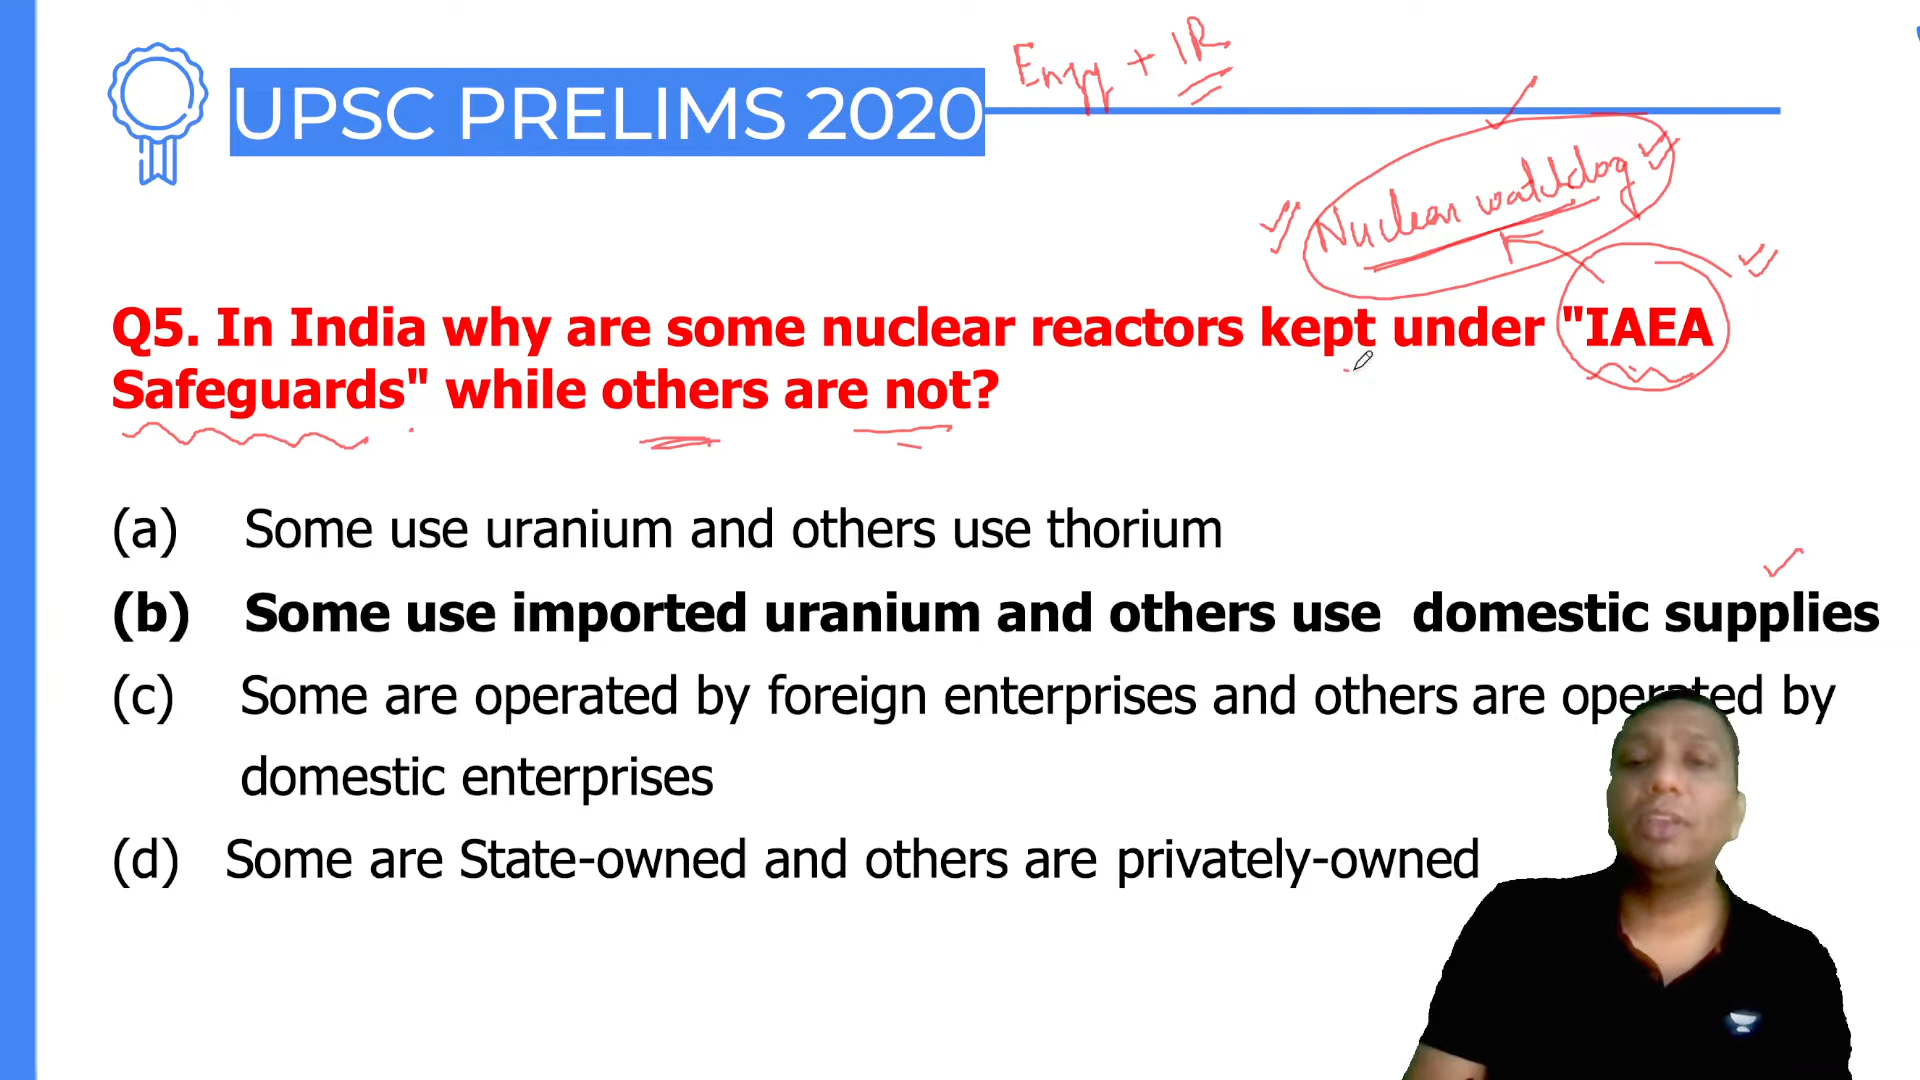 Engg + IR
UPSC PRELIMS 2020
Nuclear watchdog
Q5. In India why are some nuclear reactors kept under "IAEA
Safeguards" while others are not?
(a) Some use uranium and others use thorium
(b) Some use imported uranium and others use domestic supplies
(c) Some are operated by foreign enterprises and others are operated by
domestic enterprises
(d) Some are State-owned and others are privately-owned